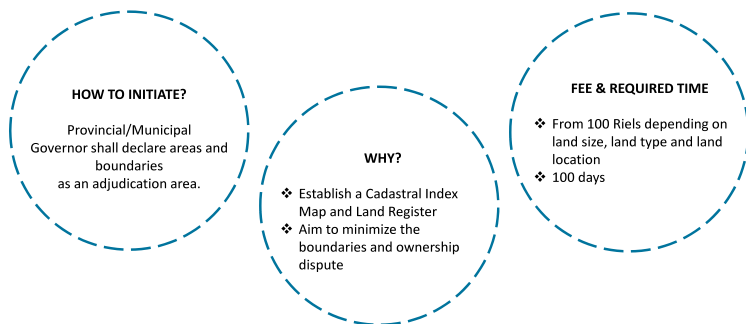 HOW TO INITIATE?
Provincial/Municipal
Governor shall declare areas and
boundaries
as an adjudication area.
WHY?
❖ Establish a Cadastral Index
Map and Land Register
❖ Aim to minimize the
boundaries and ownership
dispute
FEE & REQUIRED TIME
❖ From 100 Riels depending on
land size, land type and land
location
❖ 100 days